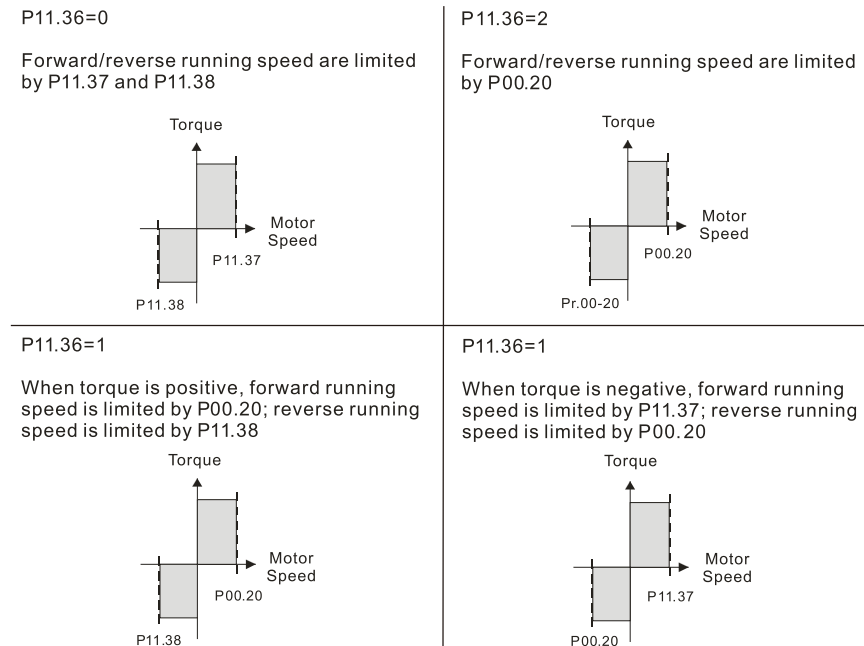 P11.36=0
Forward/reverse running speed are limited
by P11.37 and P11.38
Torque
Motor
Speed
P11.37
P11.38
P11.36=2
Forward/reverse running speed are limited
by P00.20
Torque
Motor
Speed
P00.20
Pr.00-20
P11.36=1
When torque is positive, forward running
speed is limited by P00.20; reverse running
speed is limited by P11.38
Torque
Motor
Speed
P00.20
P11.38
P11.36=1
When torque is negative, forward running
speed is limited by P11.37; reverse running
speed is limited by P00.20
Torque
Motor
Speed
P11.37
P00.20